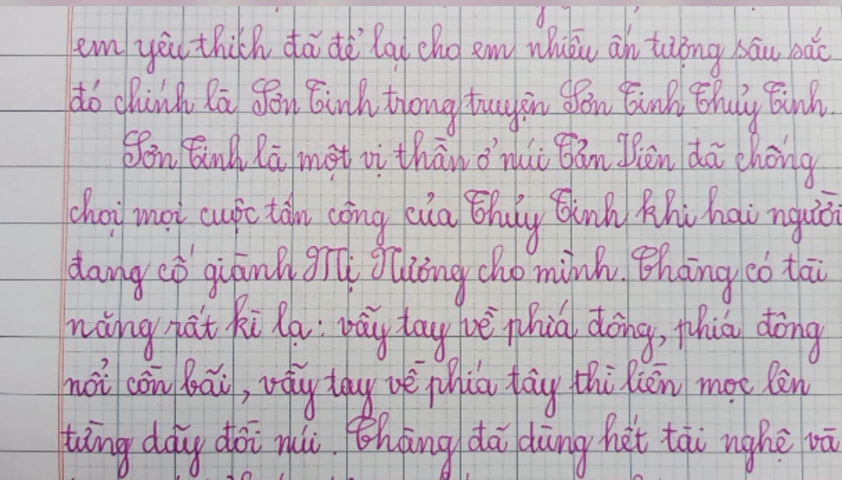 em yêu thích đã để lại cho em nhiều ấn tượng sâu sắc
đó chính là Sơn Tinh trong truyện Sơn Tinh Thủy Tinh.
Sơn Tinh là một vị thần ở núi Tản Viên đã chống
chọi mọi cuộc tấn công của Thủy Tinh khi hai người
đang cố giành Mị Nương cho mình. Chàng có tài
năng rất kì lạ: vẫy tay về phiá đông, phiá đông
nổi cồn bãi, vẫy tay về phía tây thì liền mọc lên
từng dãy đồi núi. Chàng đã dùng hết tài nghệ và